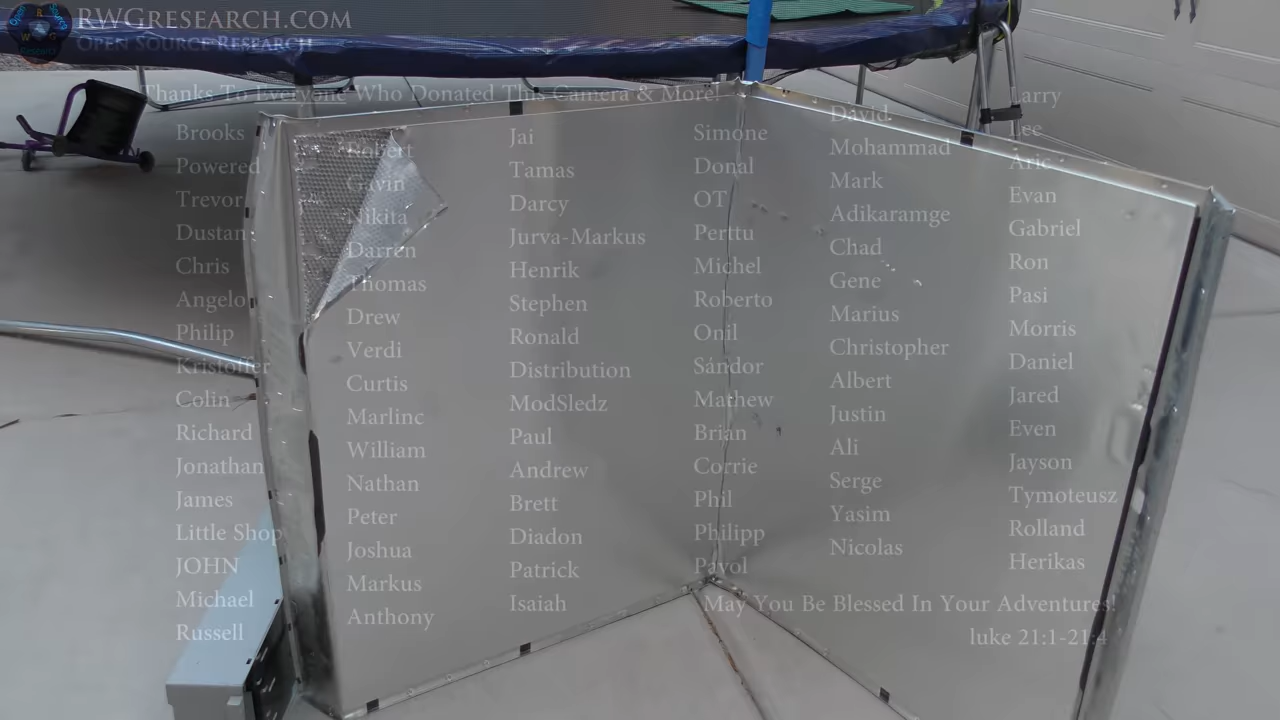 RWGRESEARCH.COM
OPEN SOURCE RESEARCH
Thanks To Everyone Who Donated This Camera & More!
Brooks
Powered
Trevor
Dustan
Chris
Angelo
Philip
Kristoffer
Colin
Richard
Jonathan
James
Little Shop
JOHN
Michael
Russell
Robert
Gavin
Nikita
Darren
Thomas
Drew
Verdi
Curtis
Marlinc
William
Nathan
Peter
Joshua
Markus
Anthony
Jai
Tamas
Darcy
Jurva-Markus
Henrik
Stephen
Ronald
Distribution
ModSledz
Paul
Andrew
Brett
Diadon
Patrick
Isaiah
Simone
Donal
OT
Perttu
Michel
Roberto
Onil
Sándor
Mathew
Brian
Corrie
Phil
Philipp
Pavol
David
Mohammad
Mark
Adikaramge
Chad
Gene
Marius
Christopher
Albert
Justin
Ali
Serge
Yasim
Nicolas
Aric
Evan
Gabriel
Ron
Pasi
Morris
Daniel
Jared
Even
Jayson
Tymoteusz
Rolland
Herikas
May You Be Blessed In Your Adventures!
luke 21:1-21:4